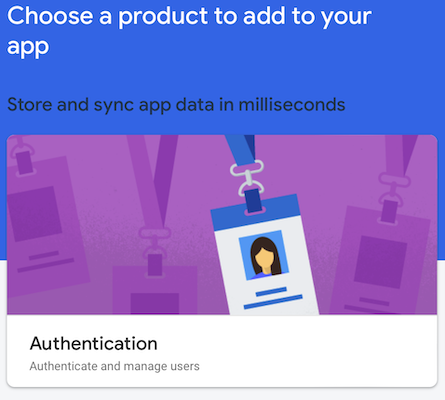 Choose a product to add to your
app
Store and sync app data in milliseconds
Authentication
Authenticate and manage users